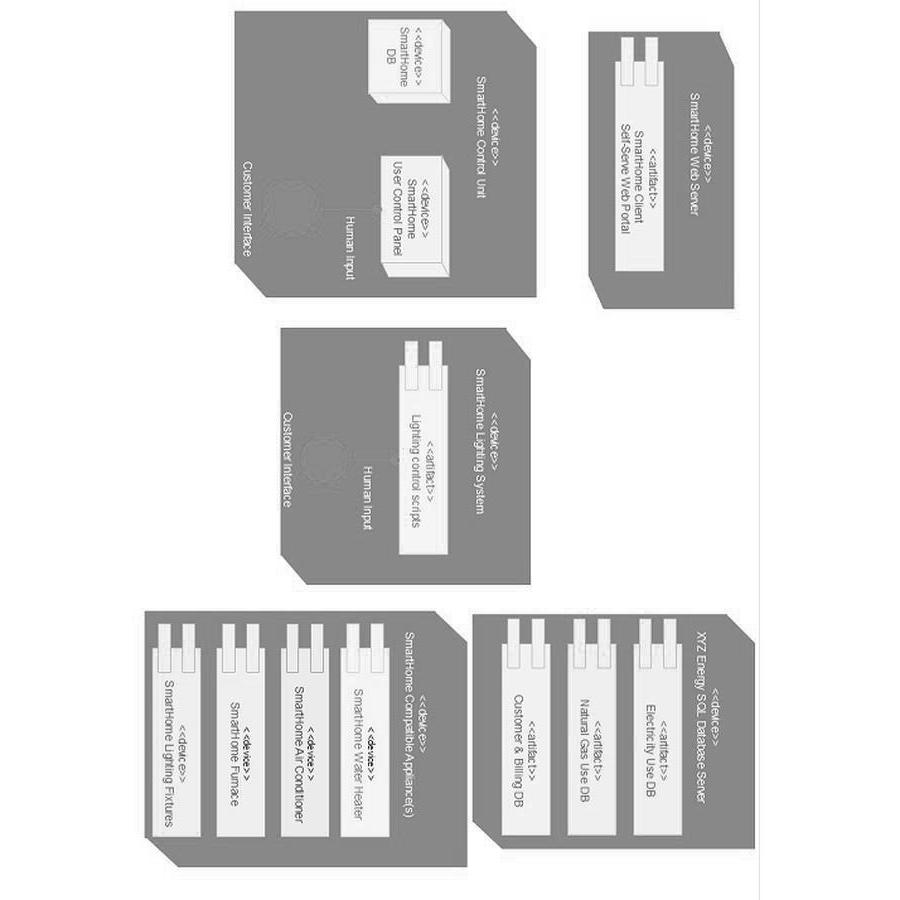 <<device>>
SmartHome Web Server
<<artifact>>
SmartHome Client
Self-Serve Web Portal
<<device>>
SmartHome Control Unit
<<device>>
SmartHome
DB
<<device>>
SmartHome
User Control Panel
Human Input
Customer Interface
<<device>>
SmartHome Lighting System
<<artifact>>
Lighting control scripts
Human Input
Customer Interface
<<device>>
XYZ Energy SQL Database Server
<<artifact>>
Electricity Use DB
<<artifact>>
Natural Gas Use DB
<<artifact>>
Customer & Billing DB
<<device>>
SmartHome Compatible Appliance(s)
<<device>>
SmartHome Water Heater
<<device>>
SmartHome Air Conditioner
<<device>>
SmartHome Furnace
<<device>>
SmartHome Lighting Fixtures